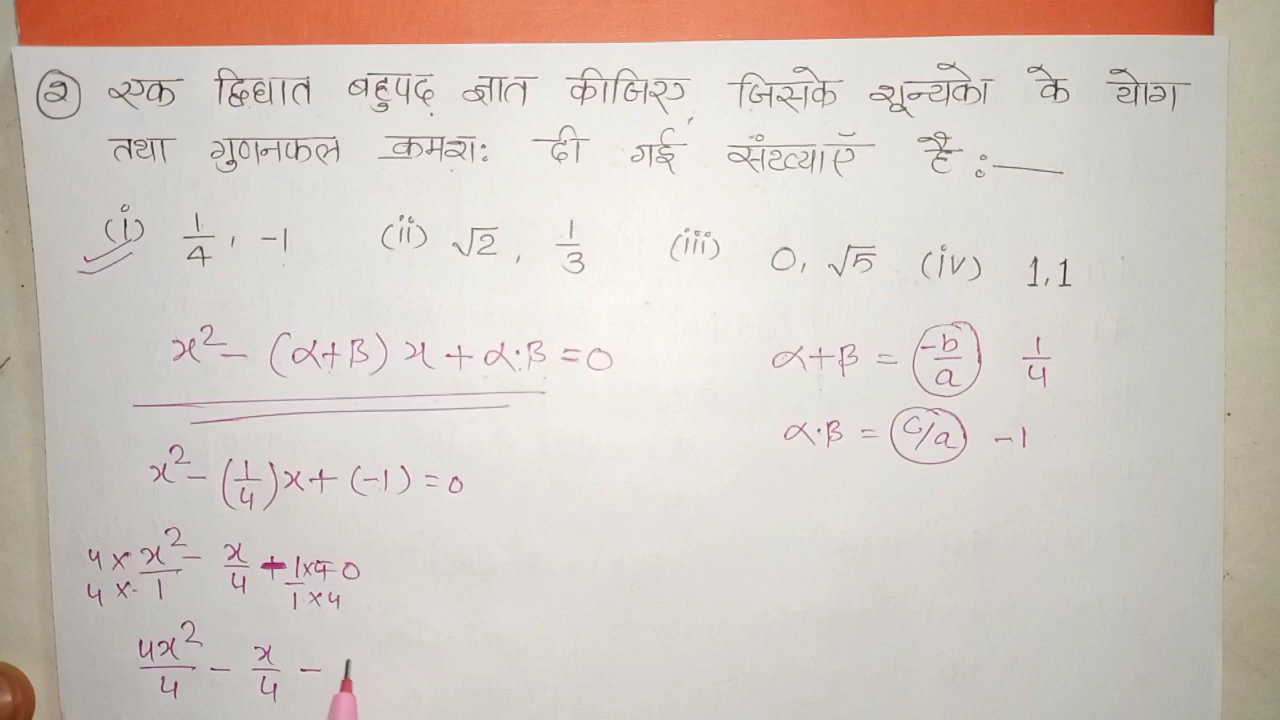 (२) एक द्विघात बहुपद ज्ञात कीजिए, जिसके शून्यको के योग
तथा गुणनफल क्रमशः दी गई संख्याएँ है :—
(i) 1/4, -1 (ii) √2, 1/3 (iii) 0, √5 (iv) 1,1
x² - (α+β) x + α.β = 0
α+β = (-b/a) 1/4
α.β = (c/a) -1
x² - (1/4)x + (-1) = 0
4 × x² / 4 × 1 - x/4 - 1×4 / 1×4 = 0
4x²/4 - x/4 -